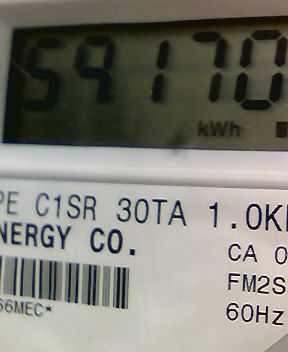 59170
kWh
PE C1SR 30TA 1.0K
NERGY CO.
CA 0
FM2S
66MEC*
60Hz